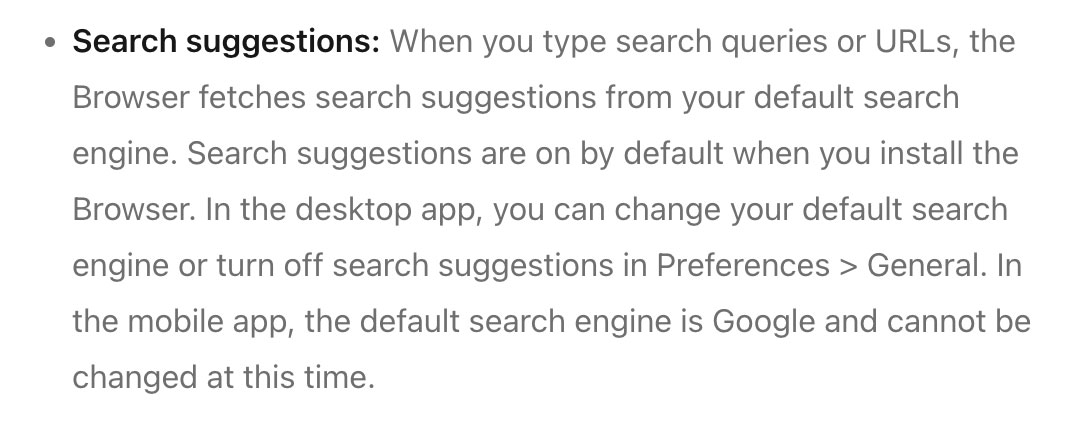 • Search suggestions: When you type search queries or URLs, the
Browser fetches search suggestions from your default search
engine. Search suggestions are on by default when you install the
Browser. In the desktop app, you can change your default search
engine or turn off search suggestions in Preferences > General. In
the mobile app, the default search engine is Google and cannot be
changed at this time.